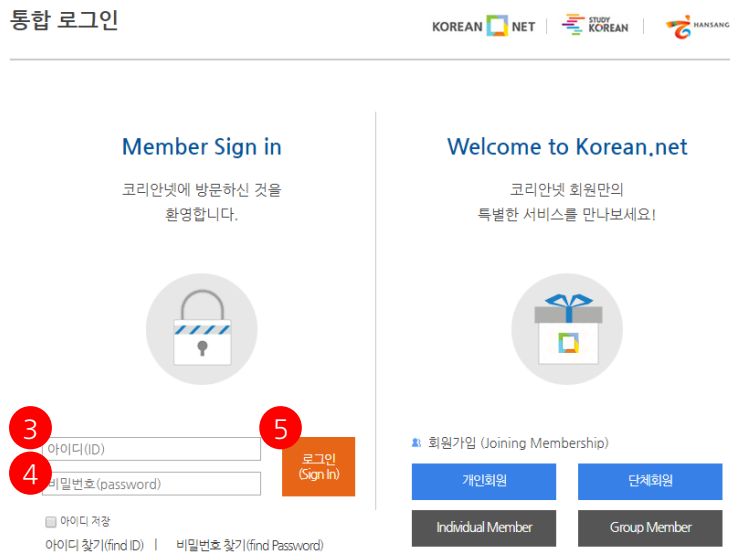 통합 로그인
KOREAN NET
STUDY KOREAN
HANSANG
Member Sign in
코리안넷에 방문하신 것을
환영합니다.
3
아이디(ID)
4
비밀번호(password)
5
로그인
(Sign In)
아이디 저장
아이디 찾기(find ID) | 비밀번호 찾기(find Password)
Welcome to Korean.net
코리안넷 회원만의
특별한 서비스를 만나보세요!
회원가입 (Joining Membership)
개인회원
단체회원
Individual Member
Group Member